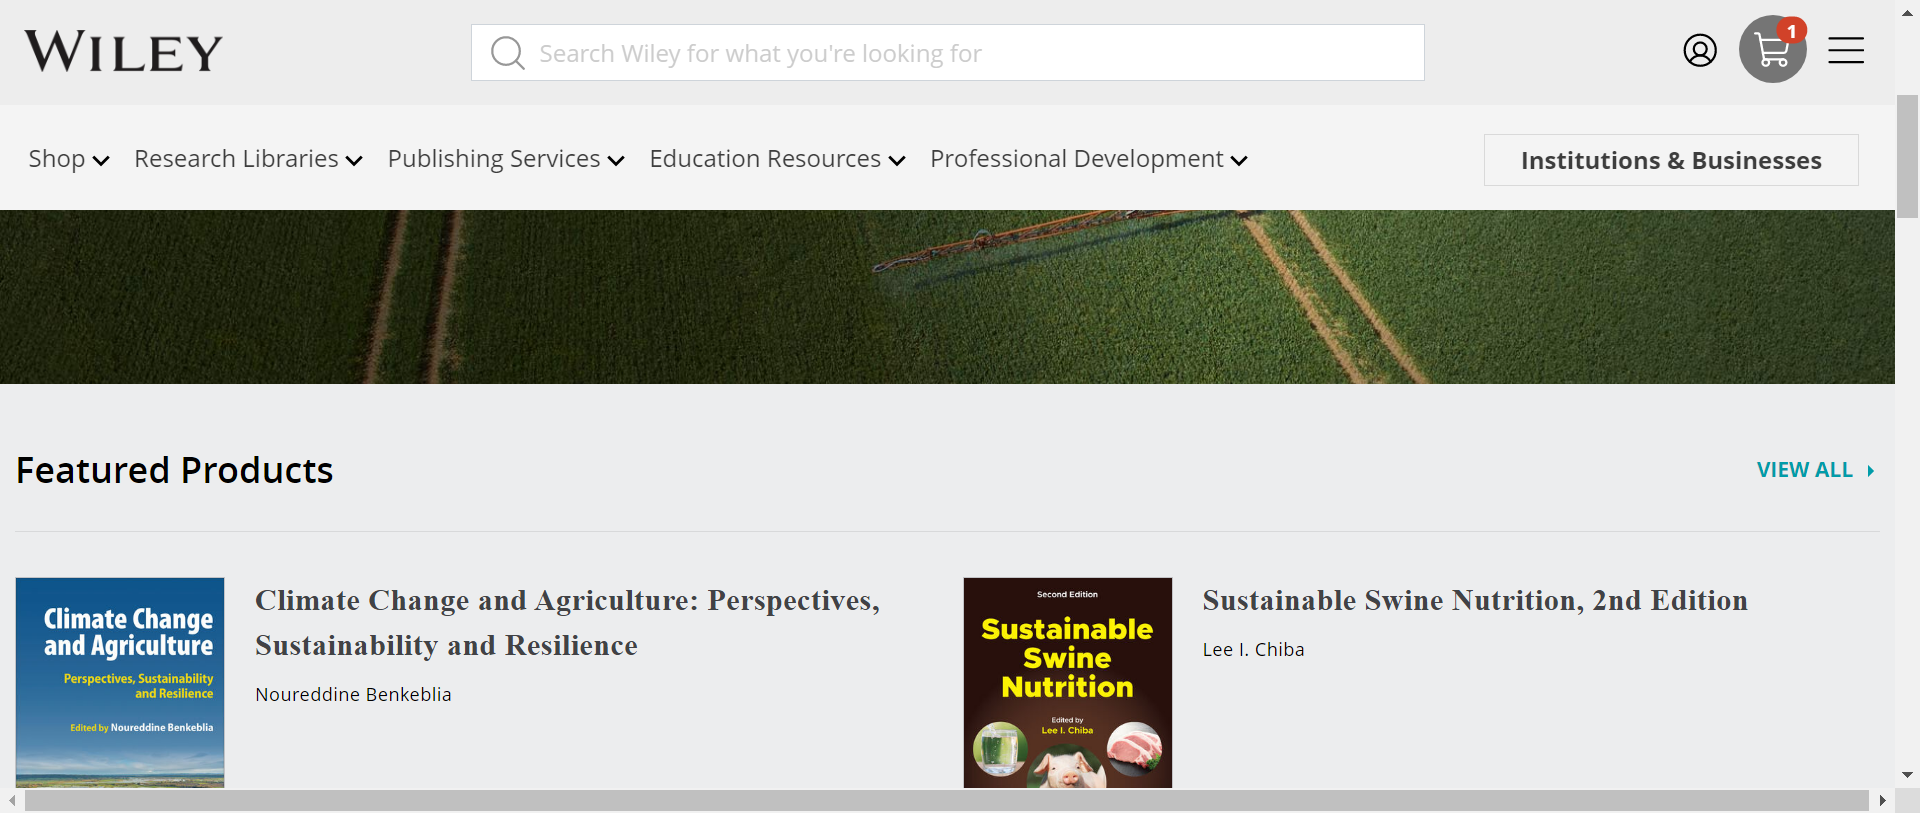 WILEY
Search Wiley for what you're looking for
1
Shop
Research Libraries
Publishing Services
Education Resources
Professional Development
Institutions & Businesses
Featured Products
VIEW ALL
Climate Change
and Agriculture
Perspectives, Sustainability
and Resilience
Edited by Noureddine Benkeblia
Climate Change and Agriculture: Perspectives,
Sustainability and Resilience
Noureddine Benkeblia
Second Edition
Sustainable
Swine
Nutrition
Edited by
Lee I. Chiba
Sustainable Swine Nutrition, 2nd Edition
Lee I. Chiba